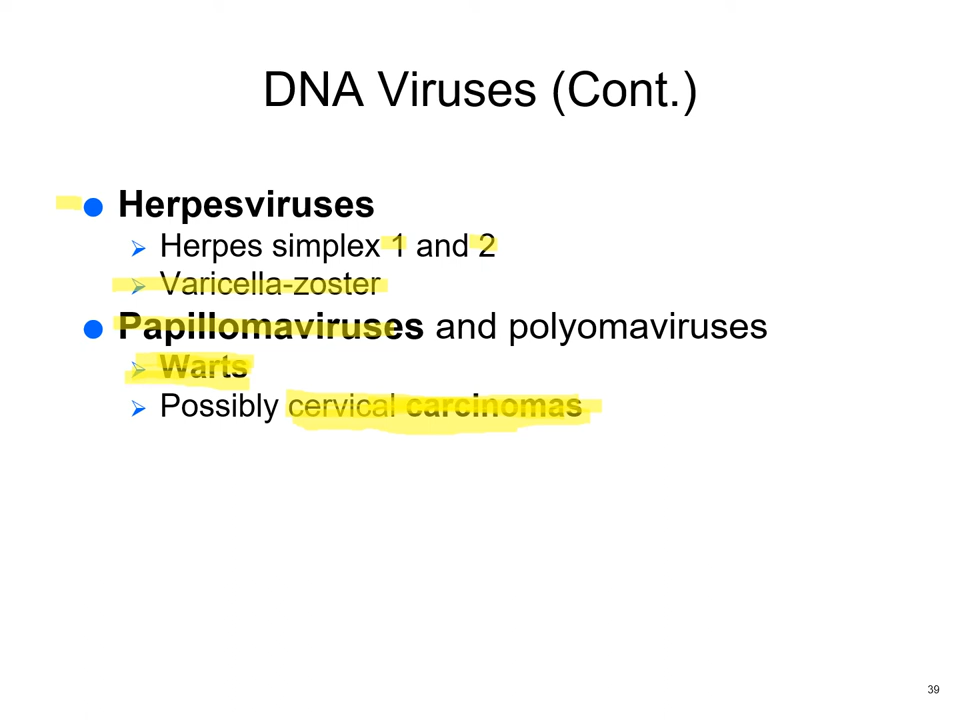 DNA Viruses (Cont.)
Herpesviruses
Herpes simplex 1 and 2
Varicella-zoster
Papillomaviruses and polyomaviruses
Warts
Possibly cervical carcinomas
39